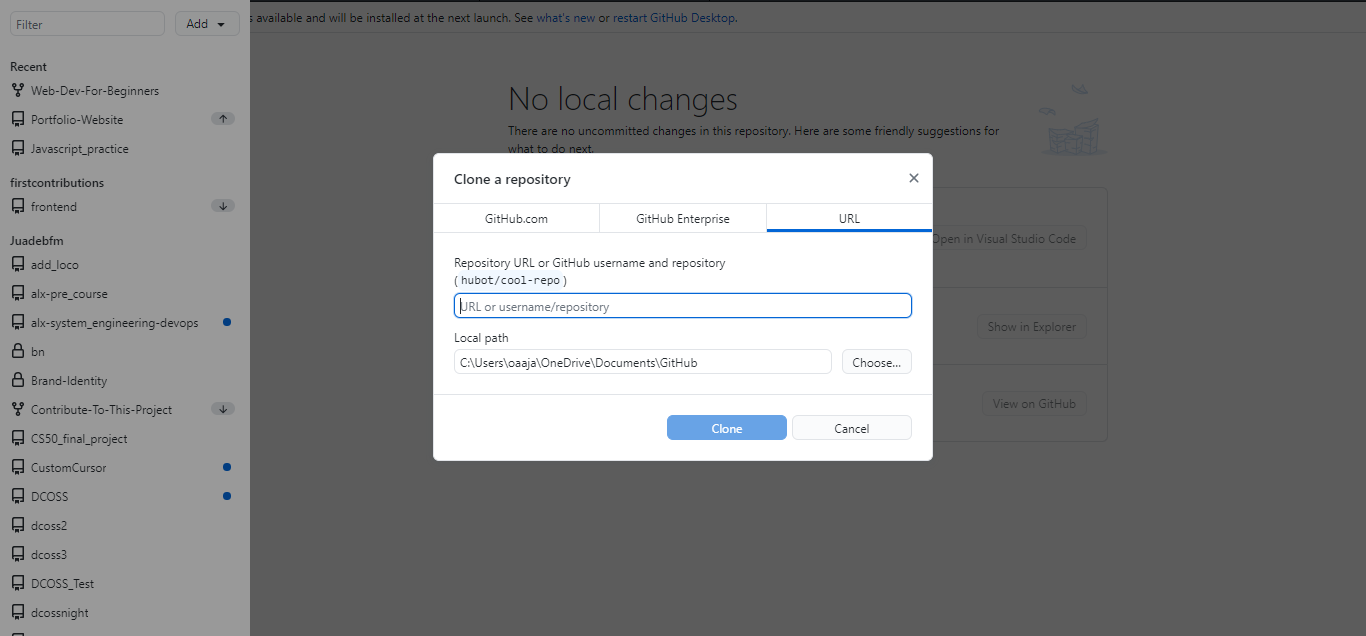 Filter
Add
s available and will be installed at the next launch. See what's new or restart GitHub Desktop.
Recent
Web-Dev-For-Beginners
Portfolio-Website
Javascript_practice
firstcontributions
frontend
Juadebfm
add_loco
alx-pre_course
alx-system_engineering-devops
bn
Brand-Identity
Contribute-To-This-Project
CS50_final_project
CustomCursor
DCOSS
dcoss2
dcoss3
DCOSS_Test
dcossnight
No local changes
There are no uncommitted changes in this repository. Here are some friendly suggestions for
what to do next.
Clone a repository
GitHub.com
GitHub Enterprise
URL
Repository URL or GitHub username and repository
(hubot/cool-repo)
URL or username/repository
Local path
C:\Users\oaaja\OneDrive\Documents\GitHub
Choose...
Clone
Cancel
Open in Visual Studio Code
Show in Explorer
View on GitHub